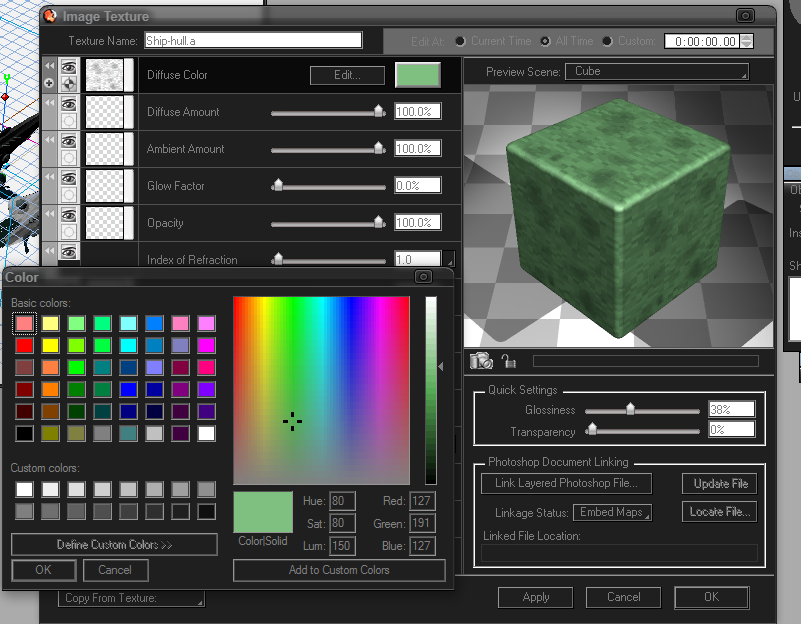 Image Texture
Texture Name: Ship-hull.a
Edit At: Current Time All Time Custom: 0:00:00.00
Diffuse Color Edit...
Diffuse Amount 100.0%
Ambient Amount 100.0%
Glow Factor 0.0%
Opacity 100.0%
Index of Refraction 1.0
Preview Scene: Cube
Quick Settings
Glossiness 38%
Transparency 0%
Photoshop Document Linking
Link Layered Photoshop File... Update File
Linkage Status: Embed Maps Locate File...
Linked File Location:
Color
Basic colors:
Custom colors:
Define Custom Colors >>
OK Cancel
Hue: 80 Red: 127
Sat: 80 Green: 191
Lum: 150 Blue: 127
Color|Solid
Add to Custom Colors
Copy From Texture:
Apply Cancel OK